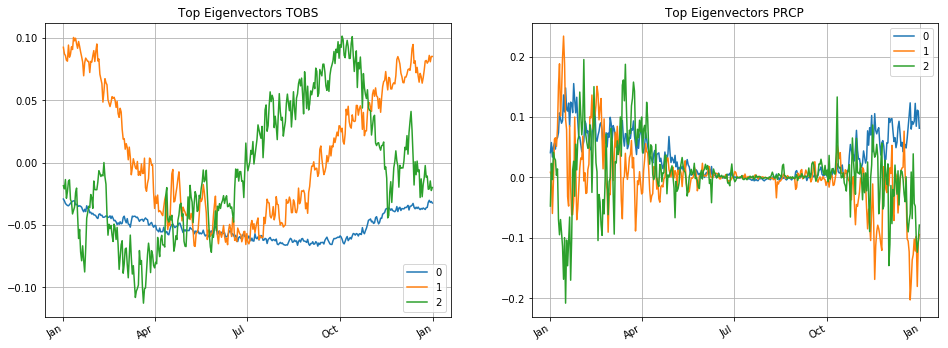 Top Eigenvectors TOBS
0.10
0.05
0.00
−0.05
−0.10
Jan
Apr
Jul
Oct
Jan
0
1
2
Top Eigenvectors PRCP
0.2
0.1
0.0
−0.1
−0.2
Jan
Apr
Jul
Oct
Jan
0
1
2